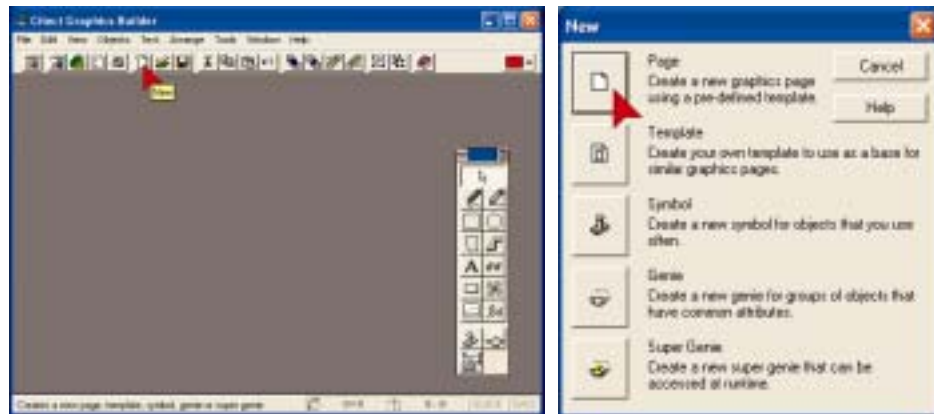 Citect Graphics Builder
File Edit View Objects Text Arrange Tools Window Help
New
Creates a new page, template, symbol, genie or super genie
New
Page
Create a new graphics page
using a pre-defined template.
Cancel
Help
Template
Create your own template to use as a base for
similar graphics pages.
Symbol
Create a new symbol for objects that you use
often.
Genie
Create a new genie for groups of objects that
have common attributes.
Super Genie
Create a new super genie that can be
accessed at runtime.